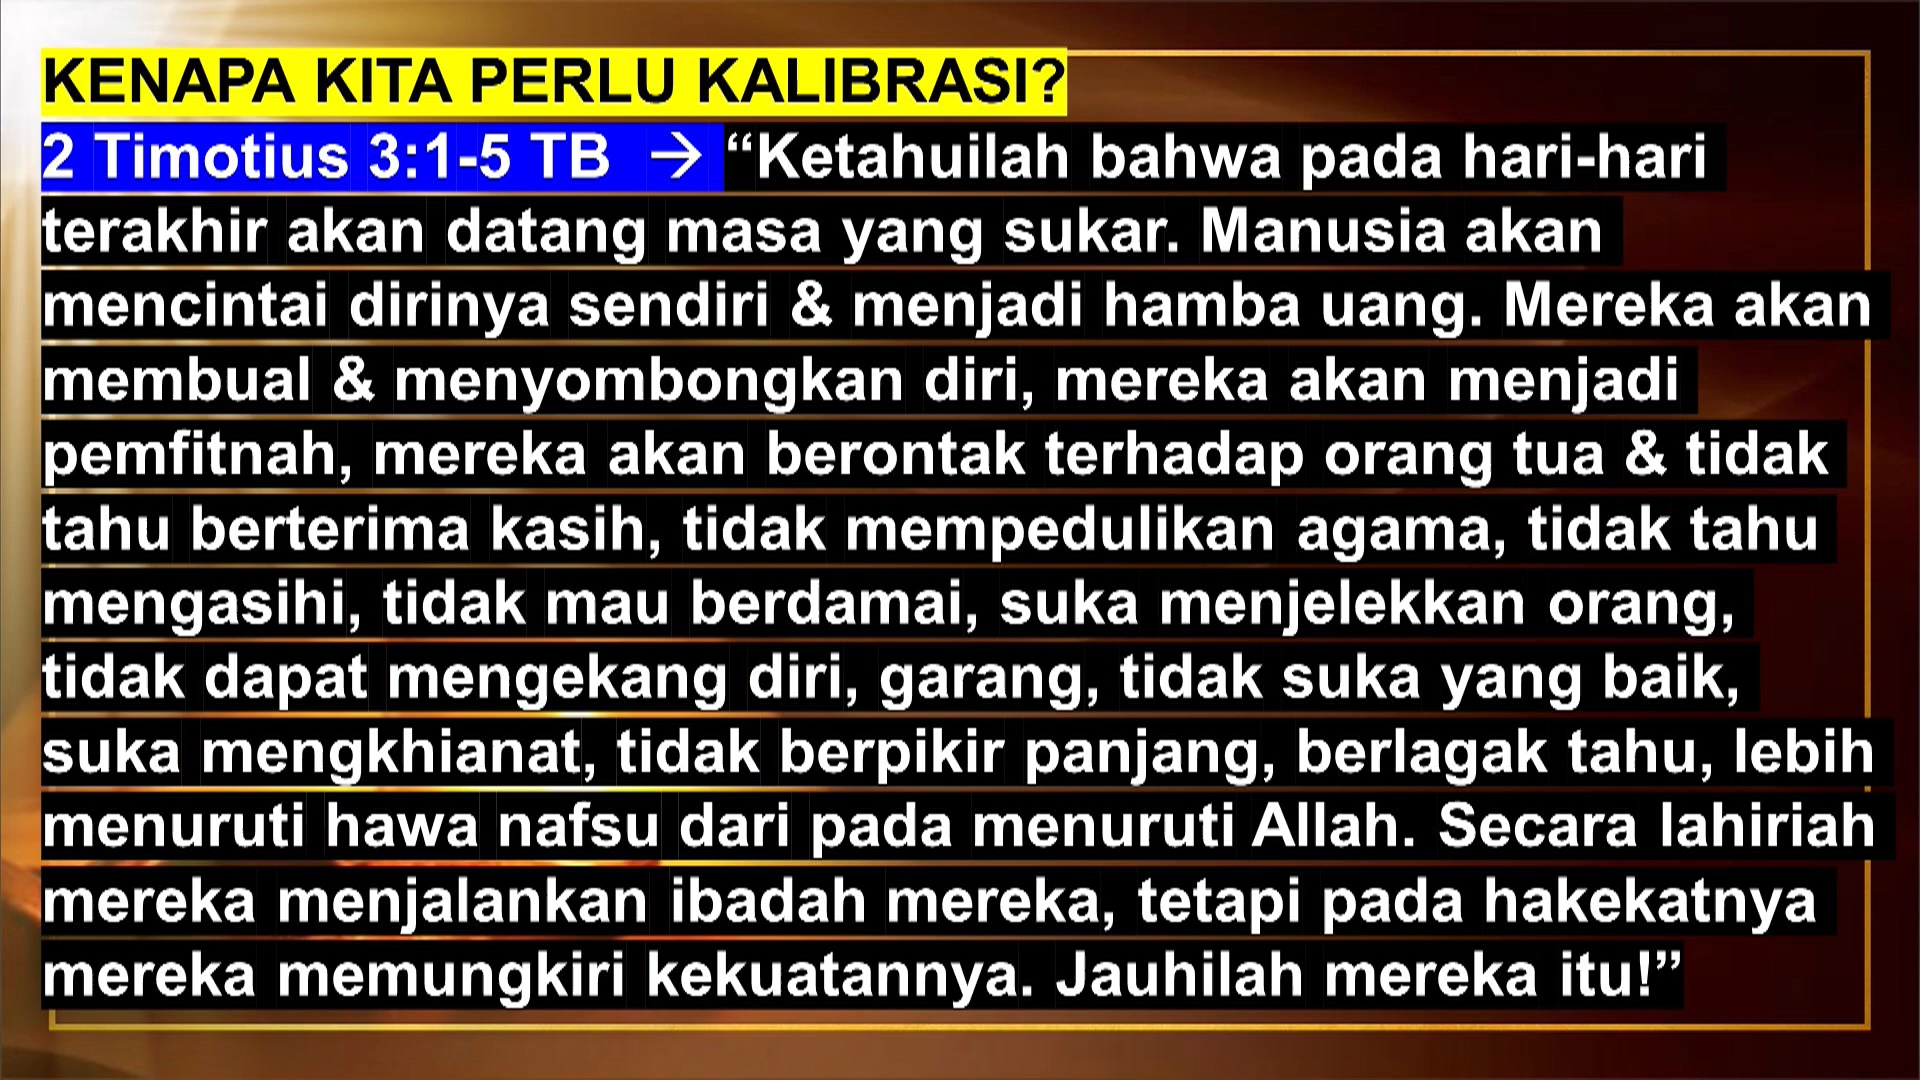 KENAPA KITA PERLU KALIBRASI?
2 Timotius 3:1-5 TB → “Ketahuilah bahwa pada hari-hari
terakhir akan datang masa yang sukar. Manusia akan
mencintai dirinya sendiri & menjadi hamba uang. Mereka akan
membual & menyombongkan diri, mereka akan menjadi
pemfitnah, mereka akan berontak terhadap orang tua & tidak
tahu berterima kasih, tidak mempedulikan agama, tidak tahu
mengasihi, tidak mau berdamai, suka menjelekkan orang,
tidak dapat mengekang diri, garang, tidak suka yang baik,
suka mengkhianat, tidak berpikir panjang, berlagak tahu, lebih
menuruti hawa nafsu dari pada menuruti Allah. Secara lahiriah
mereka menjalankan ibadah mereka, tetapi pada hakekatnya
mereka memungkiri kekuatannya. Jauhilah mereka itu!”